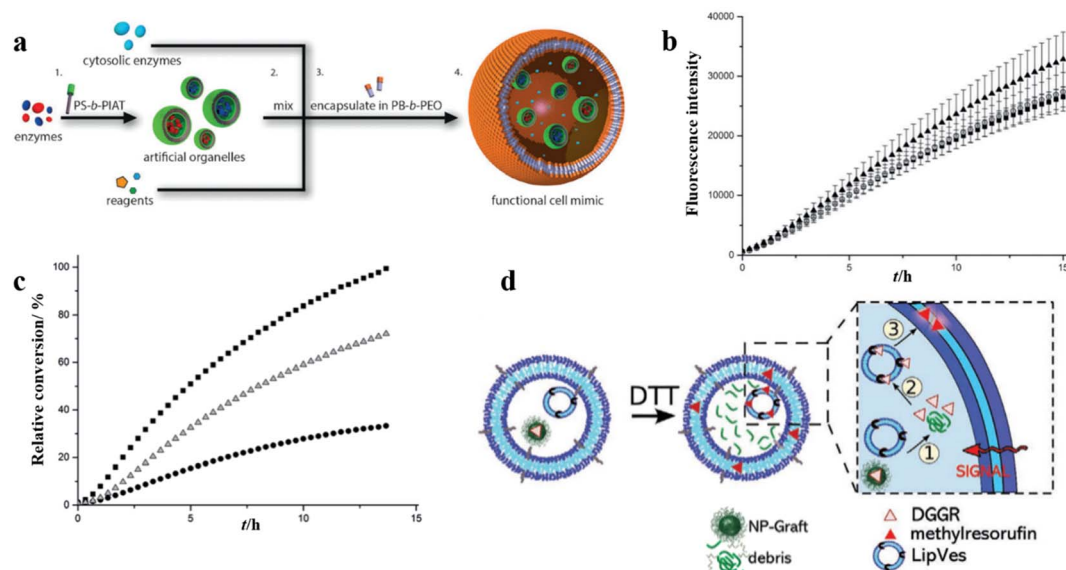 a
1.
cytosolic enzymes
2.
3.
4.
PS-b-PIAT
mix
encapsulate in PB-b-PEO
enzymes
artificial organelles
reagents
functional cell mimic
b
Fluorescence intensity
40000
30000
20000
10000
0
0
5
10
15
t/h
c
Relative conversion/ %
100
80
60
40
20
0
0
5
10
15
t/h
d
DTT
3
2
1
SIGNAL
NP-Graft
debris
DGGR
methylresorufin
LipVes